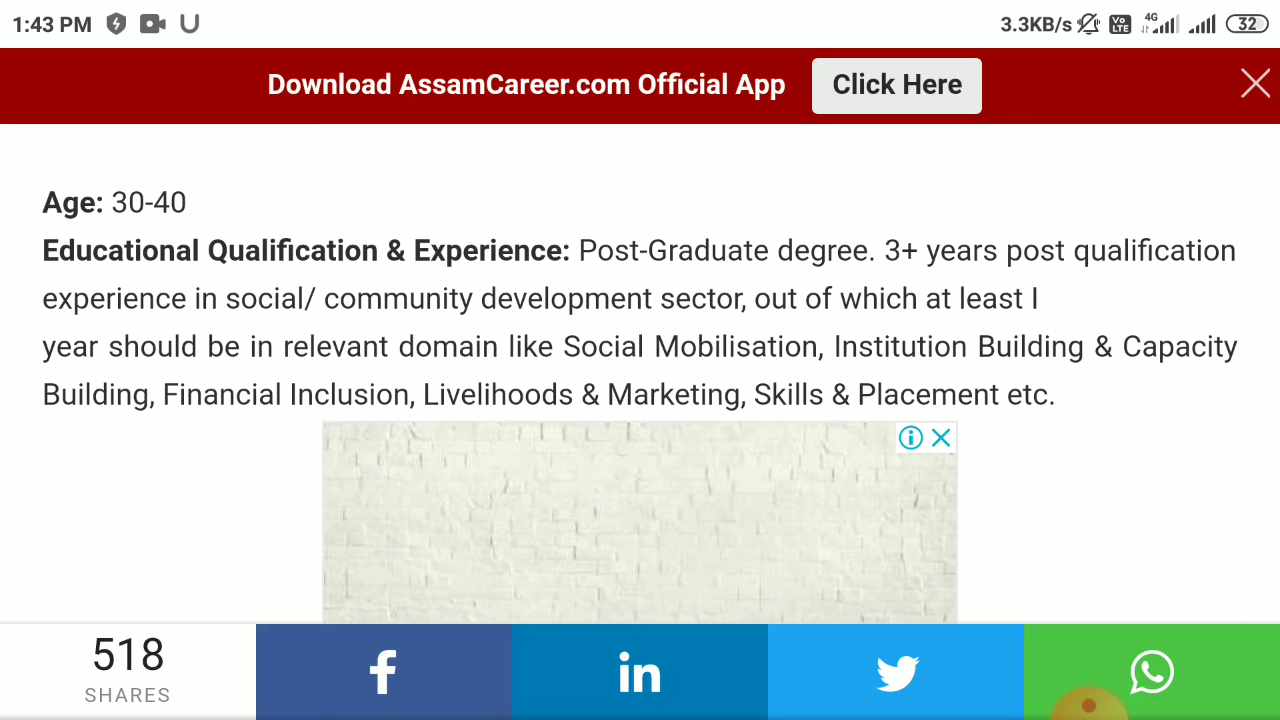 1:43 PM
3.3KB/s
Vo LTE
4G
32
Download AssamCareer.com Official App
Click Here
Age: 30-40
Educational Qualification & Experience: Post-Graduate degree. 3+ years post qualification
experience in social/ community development sector, out of which at least I
year should be in relevant domain like Social Mobilisation, Institution Building & Capacity
Building, Financial Inclusion, Livelihoods & Marketing, Skills & Placement etc.
518
SHARES